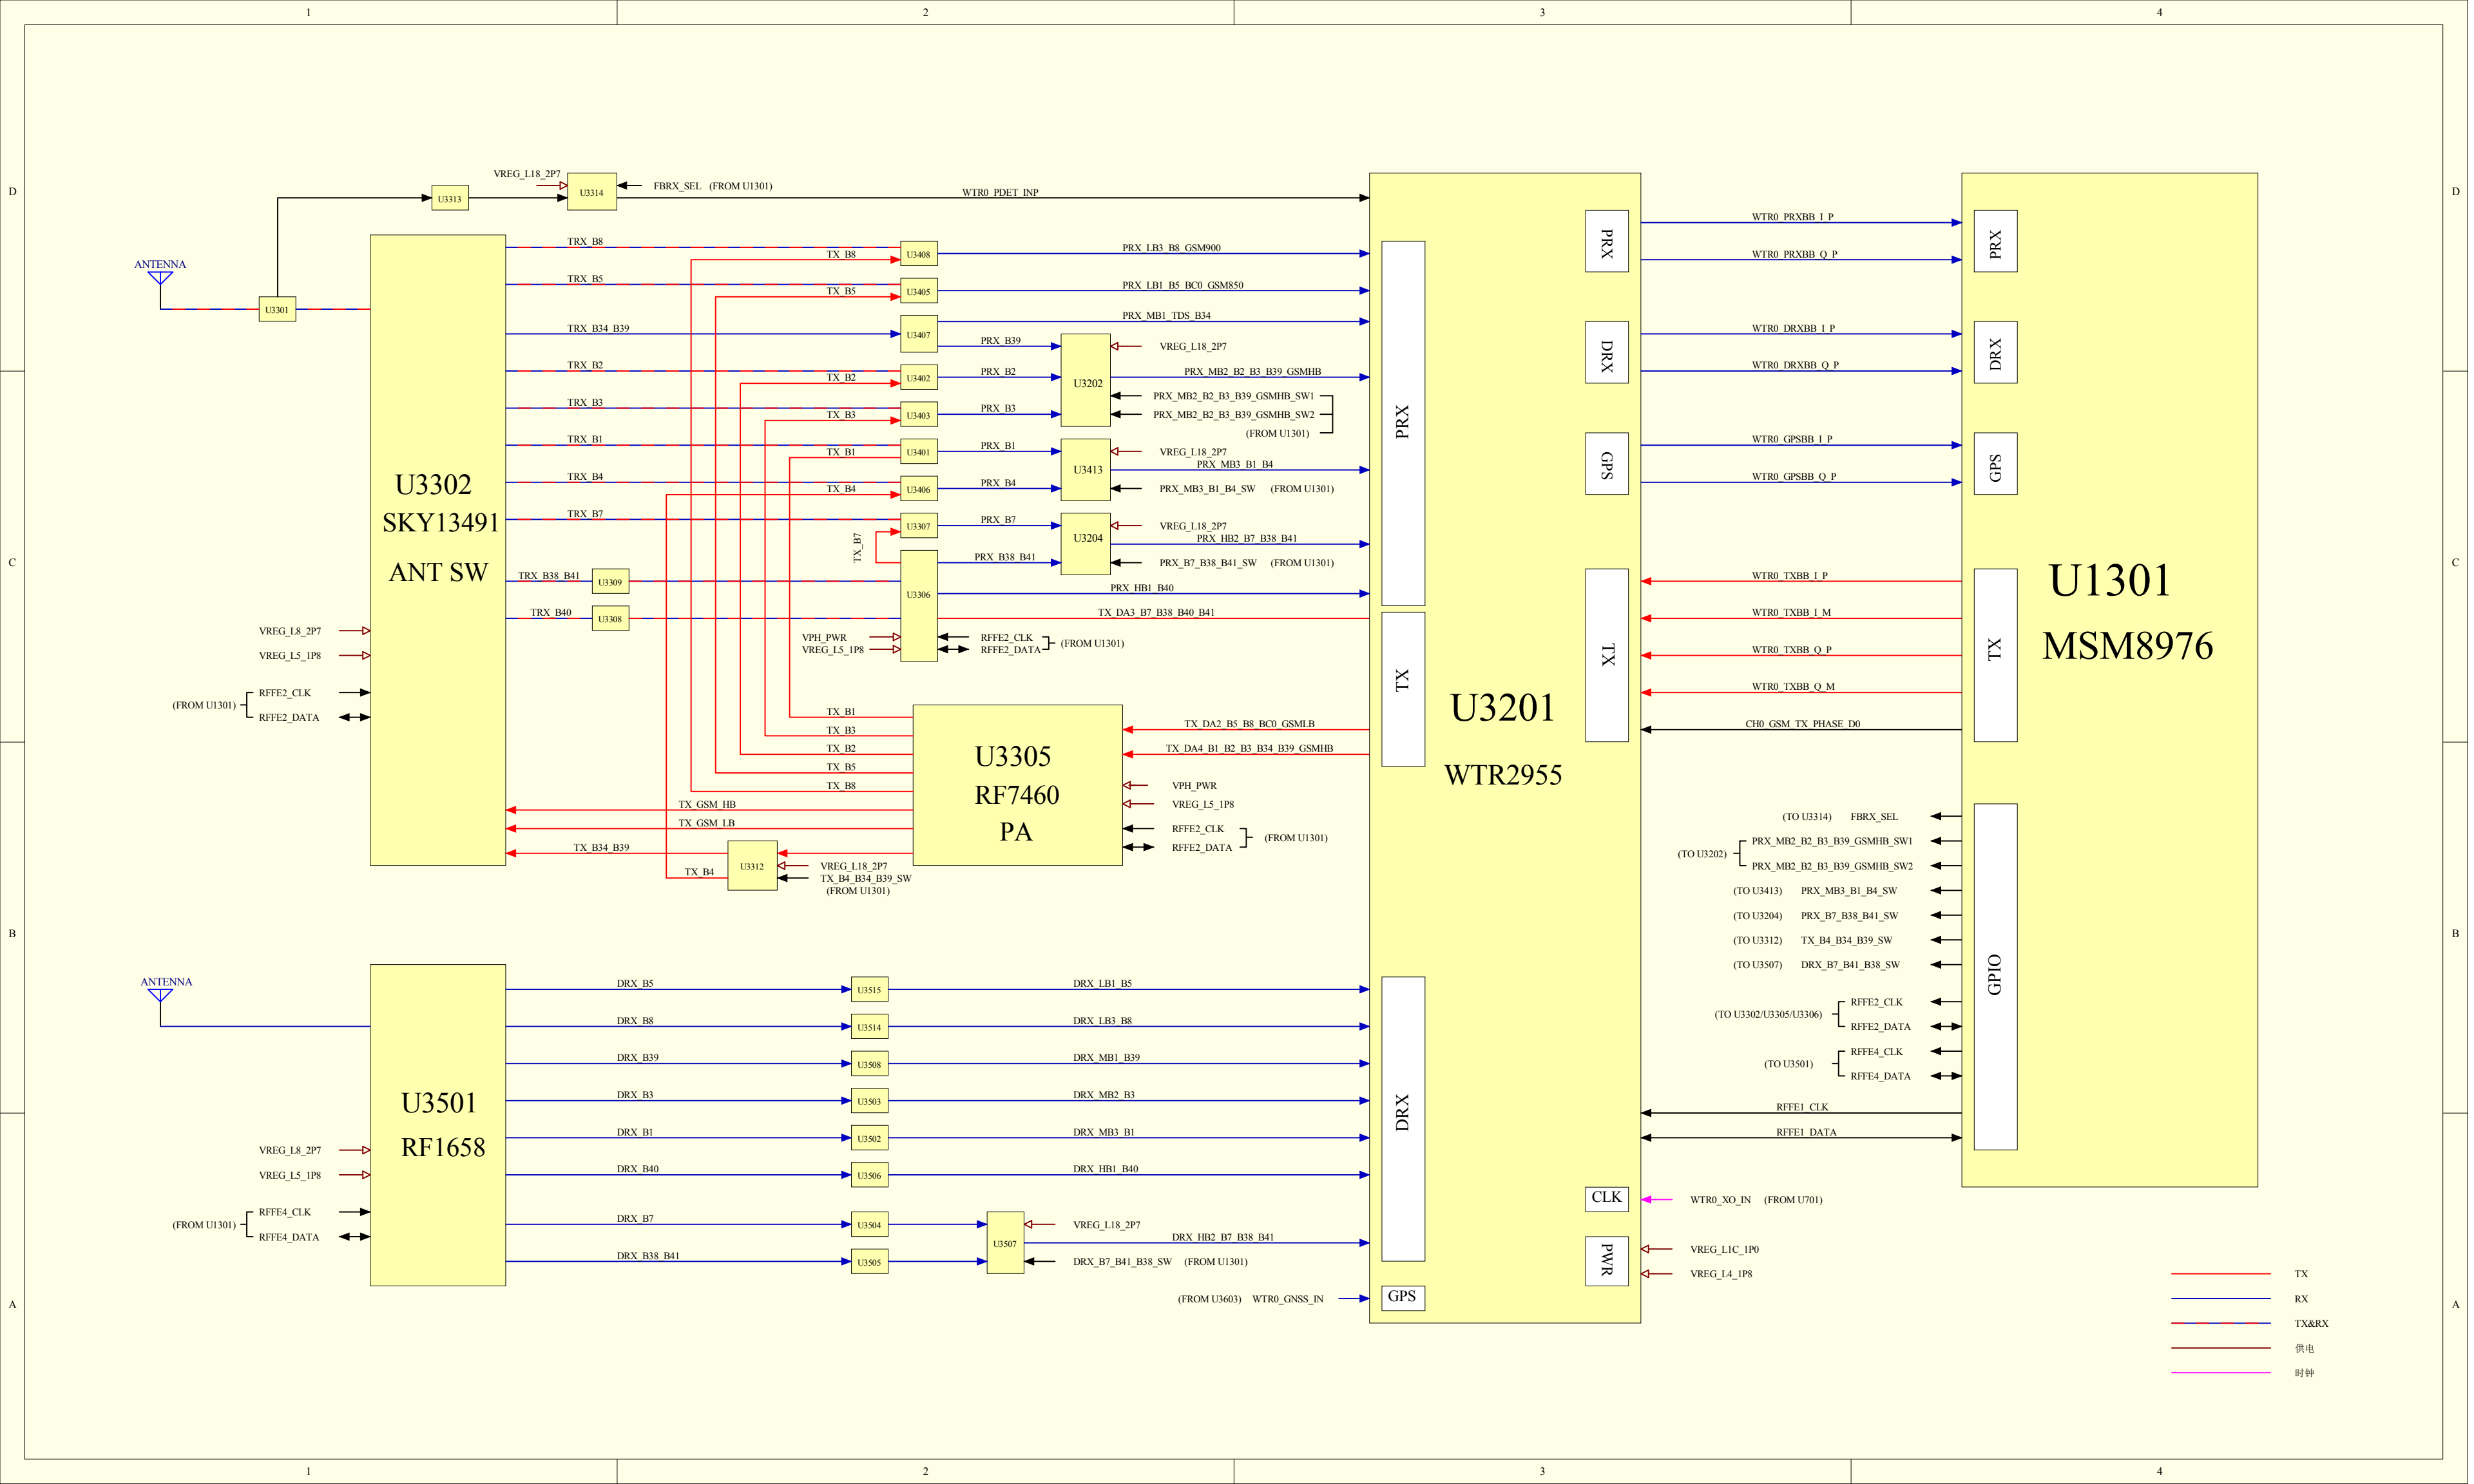 1 2 3 4
D
D
C
C
B
B
A
A
ANTENNA
U3301
U3313
VREG_L18_2P7
U3314
FBRX_SEL (FROM U1301)
WTR0_PDET_INP
U3302
SKY13491
ANT SW
VREG_L8_2P7
VREG_L5_1P8
(FROM U1301)
RFFE2_CLK
RFFE2_DATA
TRX_B8
TX_B8
U3408
PRX_LB3_B8_GSM900
TRX_B5
TX_B5
U3405
PRX_LB1_B5_BC0_GSM850
TRX_B34_B39
U3407
PRX_MB1_TDS_B34
PRX_B39
VREG_L18_2P7
TRX_B2
TX_B2
U3402
PRX_B2
U3202
PRX_MB2_B2_B3_B39_GSMHB
PRX_MB2_B2_B3_B39_GSMHB_SW1
PRX_MB2_B2_B3_B39_GSMHB_SW2
(FROM U1301)
TRX_B3
TX_B3
U3403
PRX_B3
TRX_B1
TX_B1
U3401
PRX_B1
VREG_L18_2P7
U3413
PRX_MB3_B1_B4
PRX_MB3_B1_B4_SW (FROM U1301)
TRX_B4
TX_B4
U3406
PRX_B4
TRX_B7
TX_B7
U3307
PRX_B7
VREG_L18_2P7
U3204
PRX_HB2_B7_B38_B41
PRX_B7_B38_B41_SW (FROM U1301)
TRX_B38_B41
U3309
PRX_B38_B41
U3306
PRX_HB1_B40
TRX_B40
U3308
TX_DA3_B7_B38_B40_B41
VPH_PWR
VREG_L5_1P8
RFFE2_CLK
RFFE2_DATA
(FROM U1301)
TX_B1
TX_B3
TX_B2
TX_B5
TX_B8
TX_GSM_HB
TX_GSM_LB
TX_B34_B39
TX_B4
U3312
VREG_L18_2P7
TX_B4_B34_B39_SW
(FROM U1301)
U3305
RF7460
PA
TX_DA2_B5_B8_BC0_GSMLB
TX_DA4_B1_B2_B3_B34_B39_GSMHB
VPH_PWR
VREG_L5_1P8
RFFE2_CLK
RFFE2_DATA
(FROM U1301)
PRX
TX
DRX
GPS
U3201
WTR2955
PRX
DRX
GPS
TX
CLK
PWR
WTR0_PRXBB_I_P
WTR0_PRXBB_Q_P
WTR0_DRXBB_I_P
WTR0_DRXBB_Q_P
WTR0_GPSBB_I_P
WTR0_GPSBB_Q_P
WTR0_TXBB_I_P
WTR0_TXBB_I_M
WTR0_TXBB_Q_P
WTR0_TXBB_Q_M
CH0_GSM_TX_PHASE_D0
PRX
DRX
GPS
TX
GPIO
U1301
MSM8976
(TO U3314) FBRX_SEL
(TO U3202)
PRX_MB2_B2_B3_B39_GSMHB_SW1
PRX_MB2_B2_B3_B39_GSMHB_SW2
(TO U3413) PRX_MB3_B1_B4_SW
(TO U3204) PRX_B7_B38_B41_SW
(TO U3312) TX_B4_B34_B39_SW
(TO U3507) DRX_B7_B41_B38_SW
(TO U3302/U3305/U3306)
RFFE2_CLK
RFFE2_DATA
(TO U3501)
RFFE4_CLK
RFFE4_DATA
RFFE1_CLK
RFFE1_DATA
WTR0_XO_IN (FROM U701)
VREG_L1C_1P0
VREG_L4_1P8
ANTENNA
U3501
RF1658
VREG_L8_2P7
VREG_L5_1P8
(FROM U1301)
RFFE4_CLK
RFFE4_DATA
DRX_B5
U3515
DRX_LB1_B5
DRX_B8
U3514
DRX_LB3_B8
DRX_B39
U3508
DRX_MB1_B39
DRX_B3
U3503
DRX_MB2_B3
DRX_B1
U3502
DRX_MB3_B1
DRX_B40
U3506
DRX_HB1_B40
DRX_B7
U3504
VREG_L18_2P7
U3507
DRX_HB2_B7_B38_B41
DRX_B38_B41
U3505
DRX_B7_B41_B38_SW (FROM U1301)
(FROM U3603) WTR0_GNSS_IN
TX
RX
TX&RX
供电
时钟
1 2 3 4